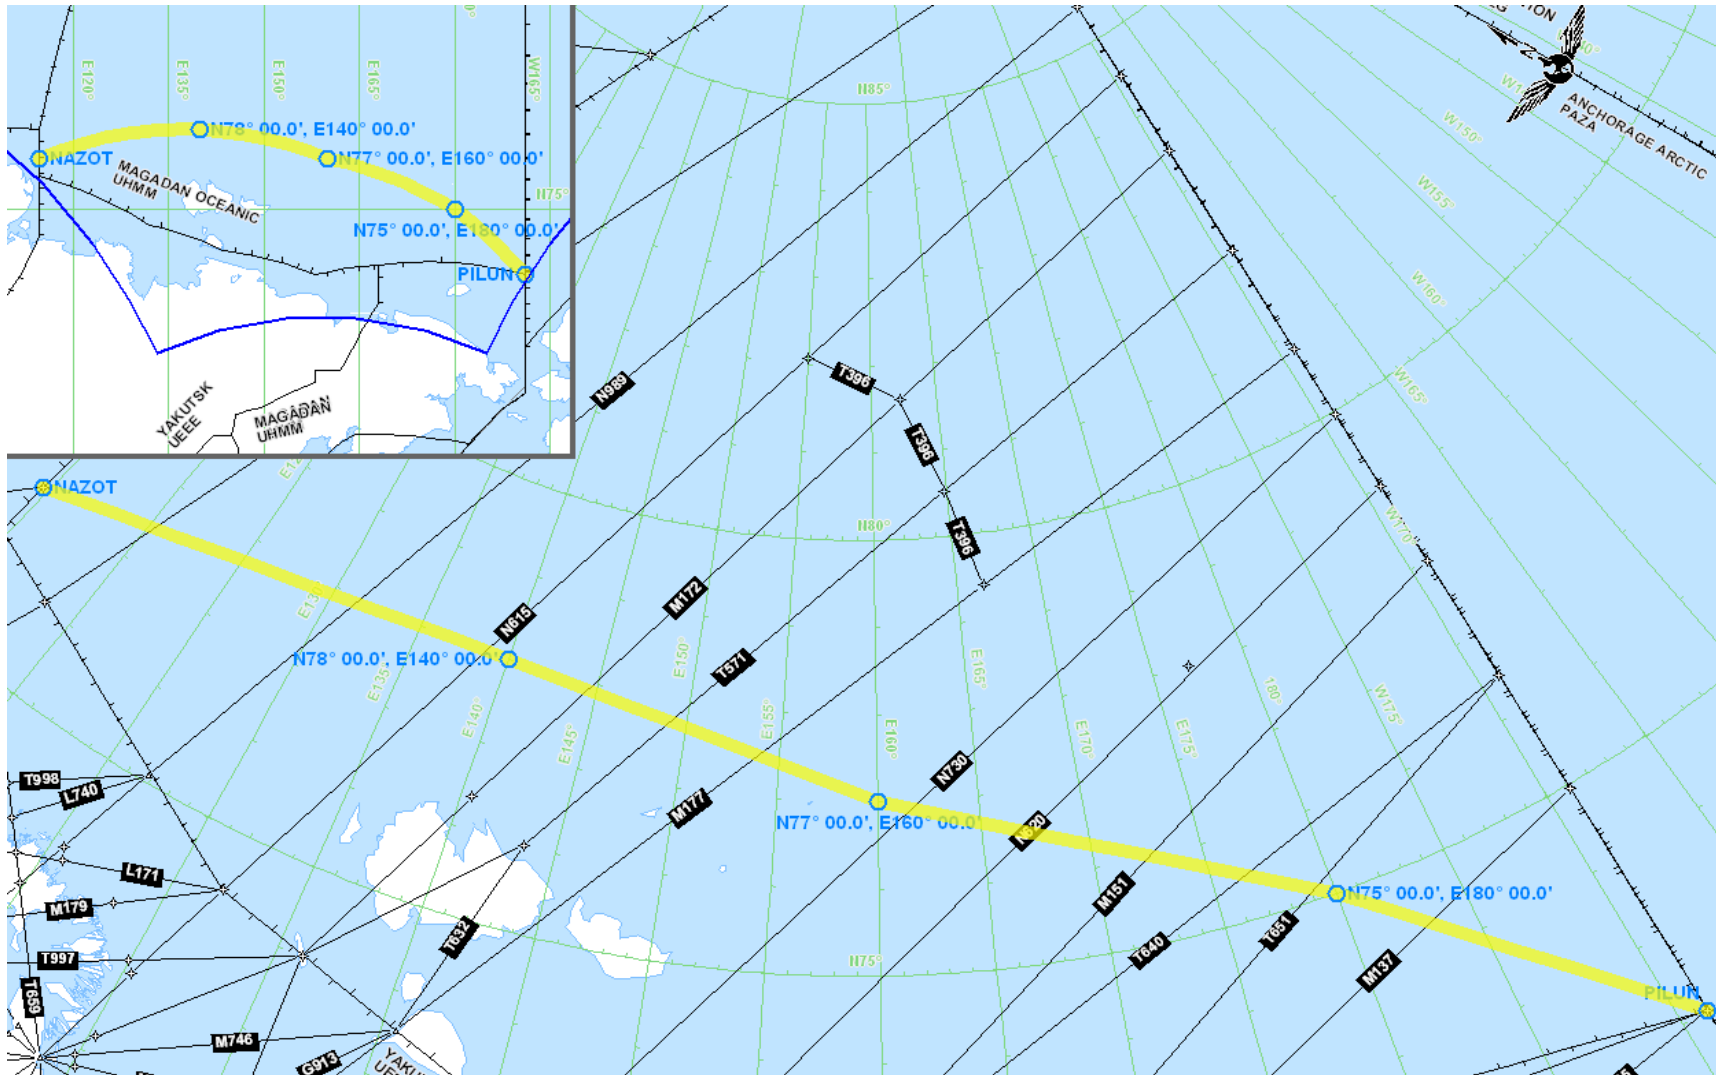 E120°
E135°
E150°
E165°
W165°
N78° 00.0', E140° 00.0'
NAZOT
N77° 00.0', E160° 00.0'
MAGADAN OCEANIC
UHMM
N75°
N75° 00.0', E180° 00.0'
PILUN
YAKUTSK
UEEE
MAGADAN
UHMM
N85°
ANCHORAGE ARCTIC
PAZA
W150°
W155°
W160°
W165°
W170°
N989
T396
T396
T396
N80°
NAZOT
E130°
N615
M172
N78° 00.0', E140° 00.0'
E135°
E140°
E145°
E150°
T571
E155°
E160°
E165°
E170°
E175°
180°
W175°
T998
L740
M177
N730
N77° 00.0', E160° 00.0'
N620
L171
M179
M151
N75° 00.0', E180° 00.0'
T632
T651
T640
T997
N75°
M137
PILUN
T659
M746
G913